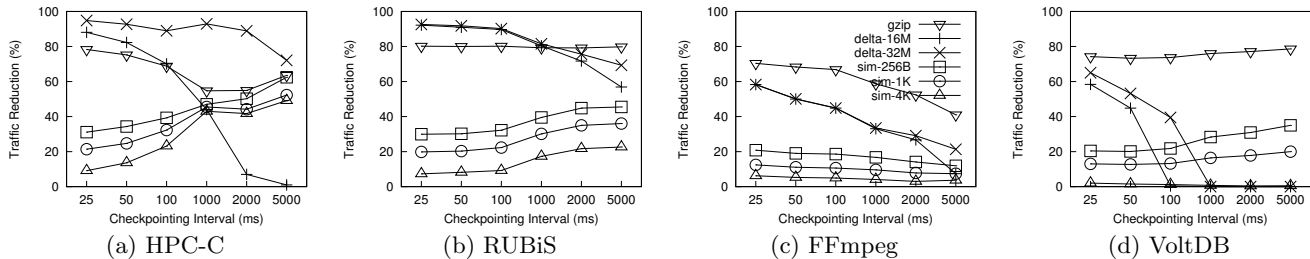 Traffic Reduction (%)
100
80
60
40
20
0
25 50 100 1000 2000 5000
Checkpointing Interval (ms)
(a) HPC-C
Traffic Reduction (%)
100
80
60
40
20
0
25 50 100 1000 2000 5000
Checkpointing Interval (ms)
(b) RUBiS
Traffic Reduction (%)
100
80
60
40
20
0
gzip
delta-16M
delta-32M
sim-256B
sim-1K
sim-4K
25 50 100 1000 2000 5000
Checkpointing Interval (ms)
(c) FFmpeg
Traffic Reduction (%)
100
80
60
40
20
0
25 50 100 1000 2000 5000
Checkpointing Interval (ms)
(d) VoltDB